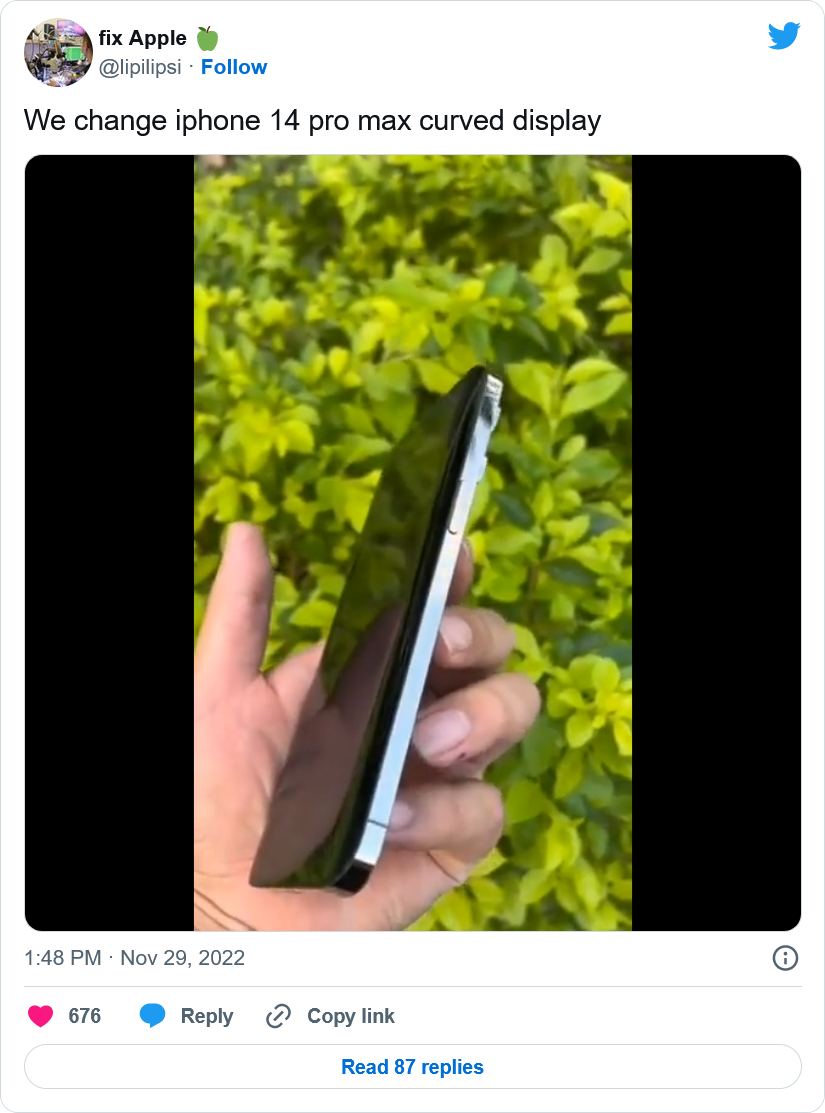 fix Apple 🍏
@lipilipsi · Follow
We change iphone 14 pro max curved display
1:48 PM · Nov 29, 2022
676 Reply Copy link
Read 87 replies